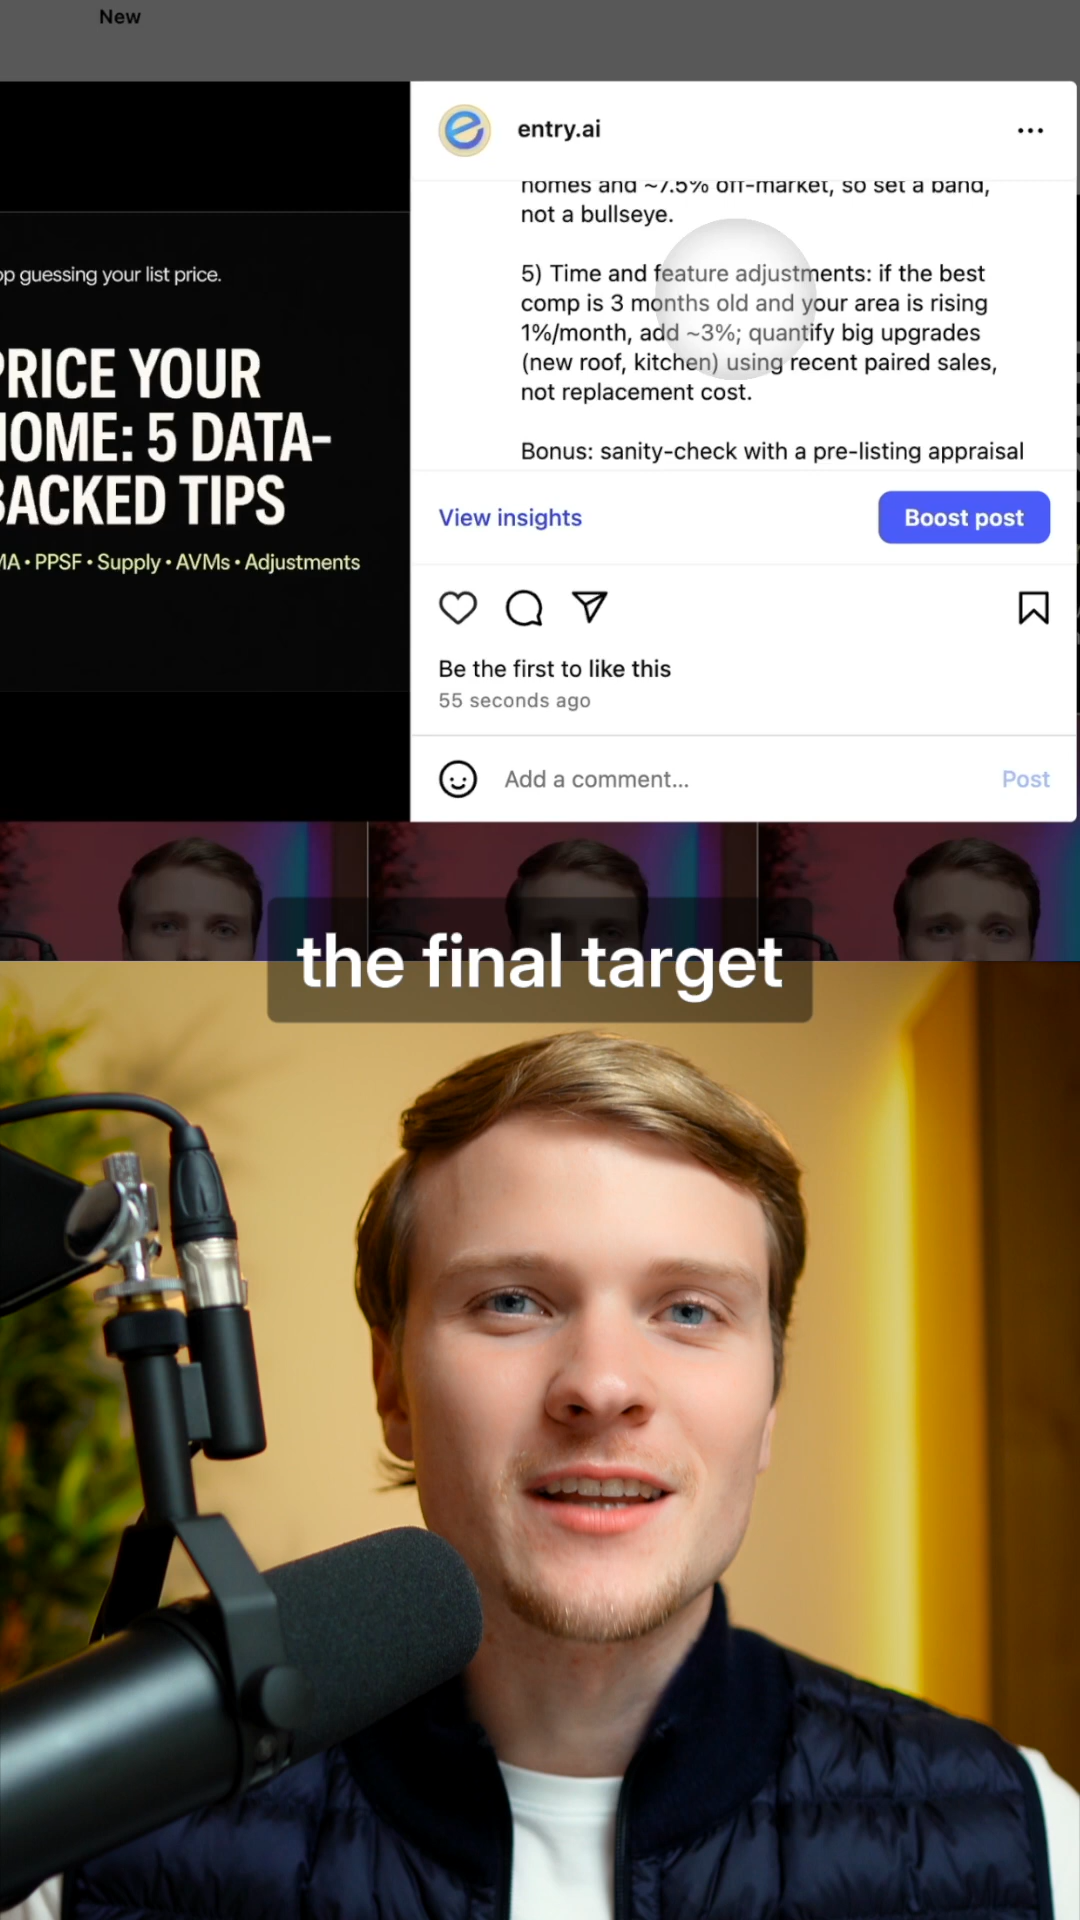 New
entry.ai
homes and ~7.5% off-market, so set a band,
not a bullseye.
op guessing your list price.
5) Time and feature adjustments: if the best
comp is 3 months old and your area is rising
1%/month, add ~3%; quantify big upgrades
(new roof, kitchen) using recent paired sales,
not replacement cost.
Bonus: sanity-check with a pre-listing appraisal
PRICE YOUR
HOME: 5 DATA-
BACKED TIPS
MA • PPSF • Supply • AVMs • Adjustments
View insights
Boost post
Be the first to like this
55 seconds ago
Add a comment...
Post
the final target